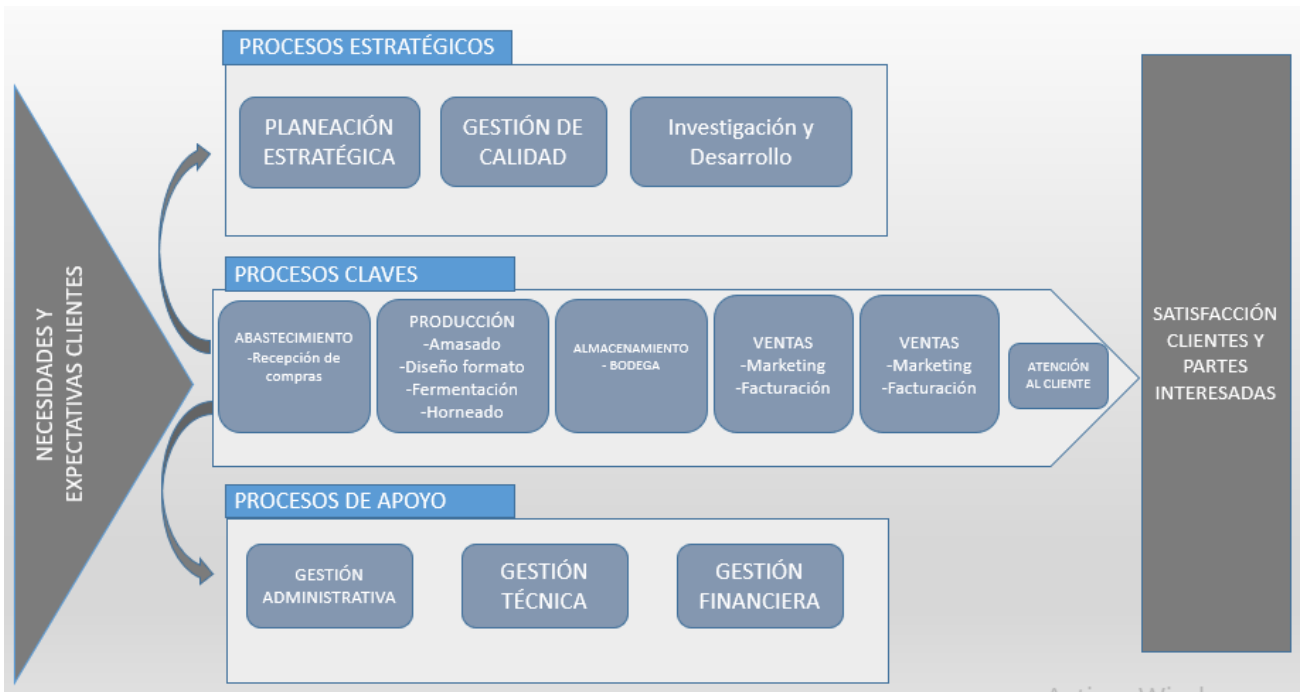 PROCESOS ESTRATÉGICOS
PLANEACIÓN
ESTRATÉGICA
GESTIÓN DE
CALIDAD
Investigación y
Desarrollo
NECESIDADES Y
EXPECTATIVAS CLIENTES
PROCESOS CLAVES
ABASTECIMIENTO
-Recepción de
compras
PRODUCCIÓN
-Amasado
-Diseño formato
-Fermentación
-Horneado
ALMACENAMIENTO
- BODEGA
VENTAS
-Marketing
-Facturación
VENTAS
-Marketing
-Facturación
ATENCIÓN
AL CLIENTE
SATISFACCIÓN
CLIENTES Y
PARTES
INTERESADAS
PROCESOS DE APOYO
GESTIÓN
ADMINISTRATIVA
GESTIÓN
TÉCNICA
GESTIÓN
FINANCIERA